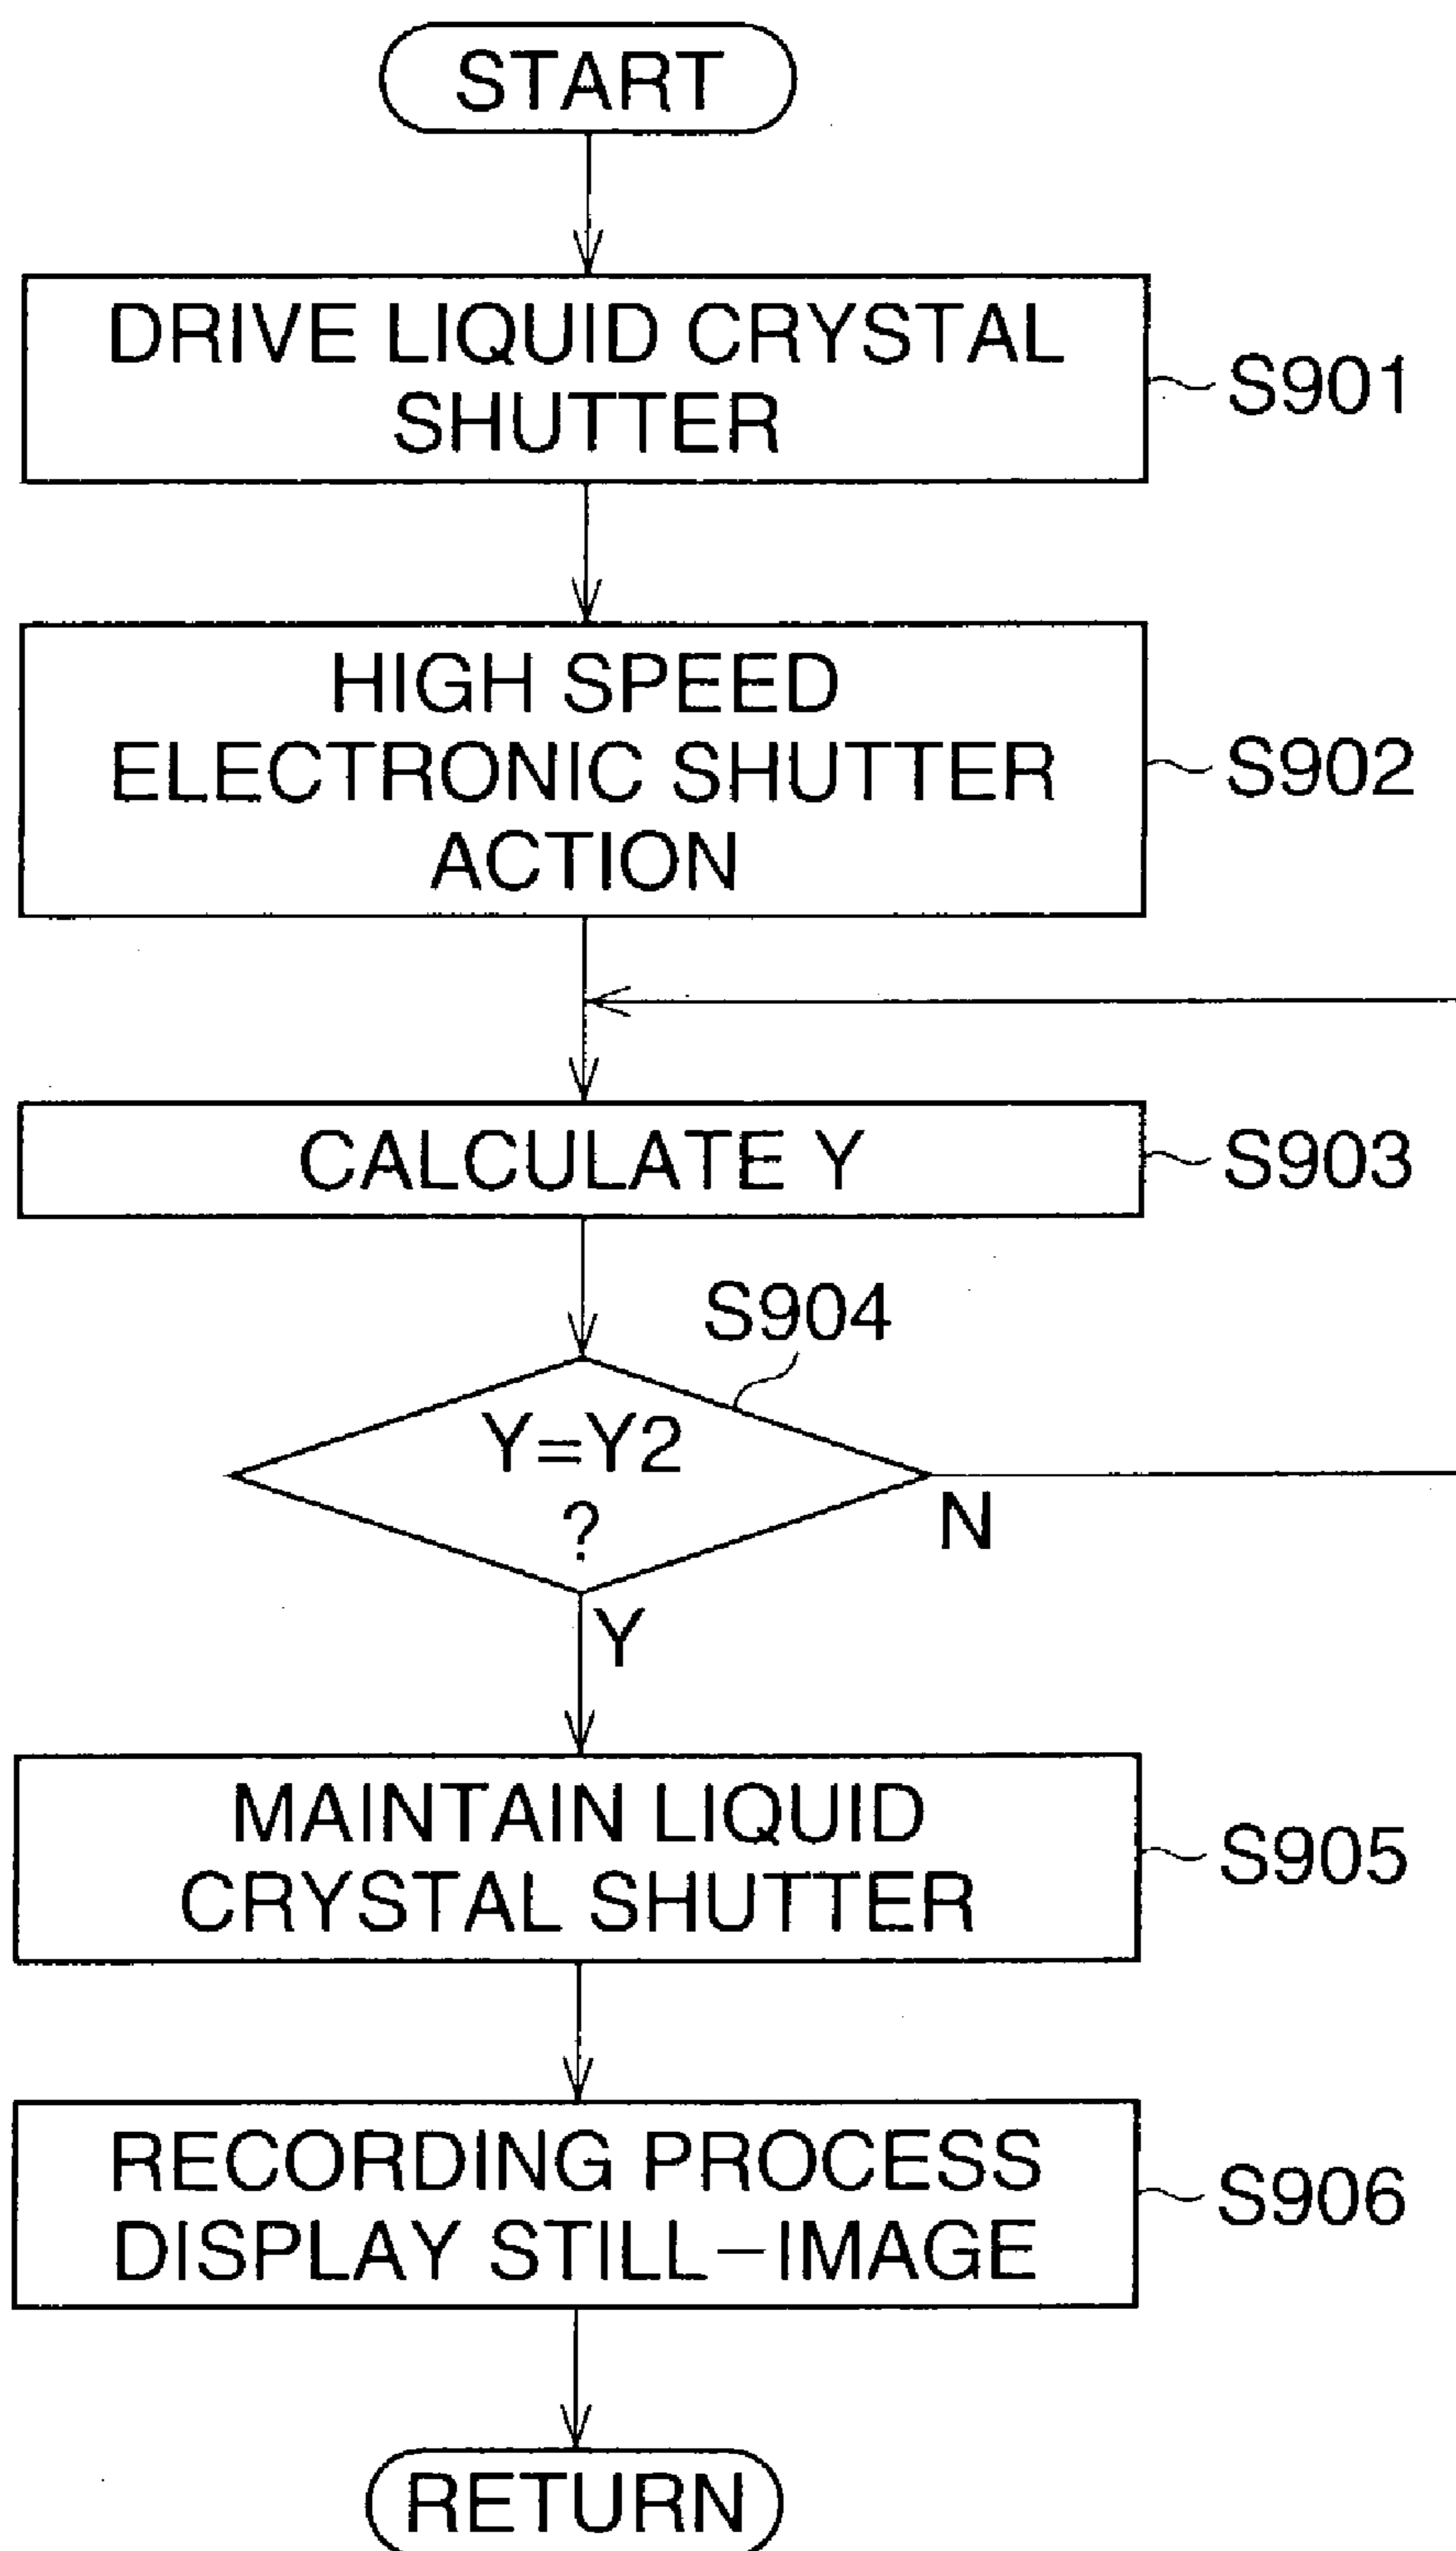 START
DRIVE LIQUID CRYSTAL
SHUTTER
S901
HIGH SPEED
ELECTRONIC SHUTTER
ACTION
S902
CALCULATE Y
S903
S904
Y=Y2
?
N
Y
MAINTAIN LIQUID
CRYSTAL SHUTTER
S905
RECORDING PROCESS
DISPLAY STILL-IMAGE
S906
RETURN